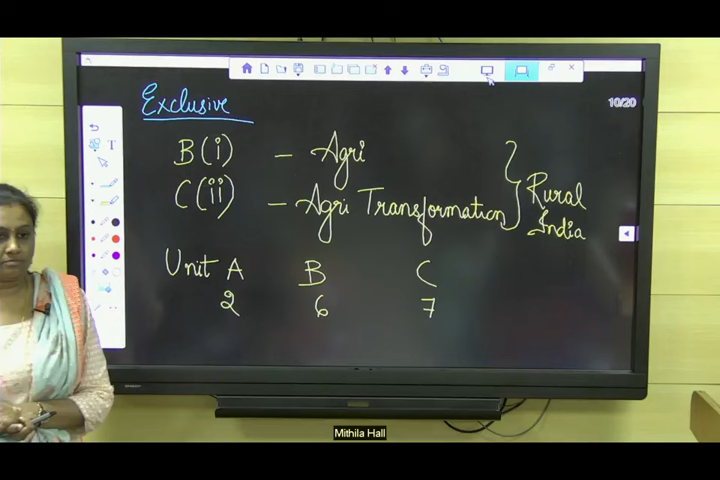 Exclusive
10/20
B(i) - Agri
C(ii) - Agri Transformation
Rural
India
Unit A B C
2 6 7
T
Mithila Hall